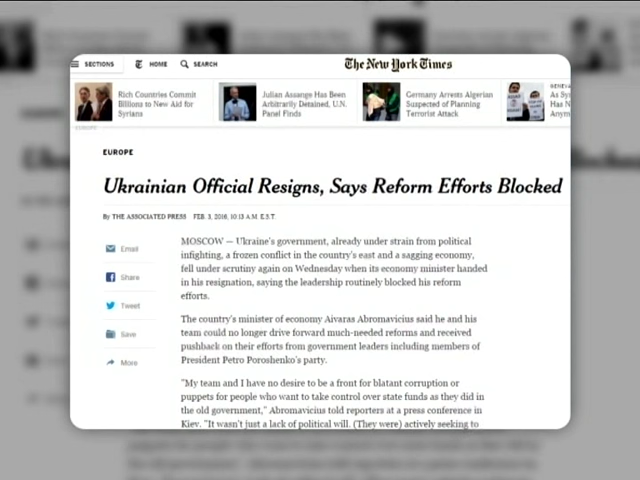 SECTIONS HOME SEARCH The New York Times
Rich Countries Commit
Billions to New Aid for
Syrians
Julian Assange Has Been
Arbitrarily Detained, U.N.
Panel Finds
Germany Arrests Algerian
Suspected of Planning
Terrorist Attack
GENEVA
As Sy
Has N
Anym
EUROPE
EUROPE
Ukrainian Official Resigns, Says Reform Efforts Blocked
By THE ASSOCIATED PRESS FEB. 3, 2016, 10:13 A.M. E.S.T.
Email
Share
Tweet
Save
More
MOSCOW — Ukraine's government, already under strain from political
infighting, a frozen conflict in the country's east and a sagging economy,
fell under scrutiny again on Wednesday when its economy minister handed
in his resignation, saying the leadership routinely blocked his reform
efforts.
The country's minister of economy Aivaras Abromavicius said he and his
team could no longer drive forward much-needed reforms and received
pushback on their efforts from government leaders including members of
President Petro Poroshenko's party.
"My team and I have no desire to be a front for blatant corruption or
puppets for people who want to take control over state funds as they did in
the old government," Abromavicius told reporters at a press conference in
Kiev. "It wasn't just a lack of political will. (They were) actively seeking to